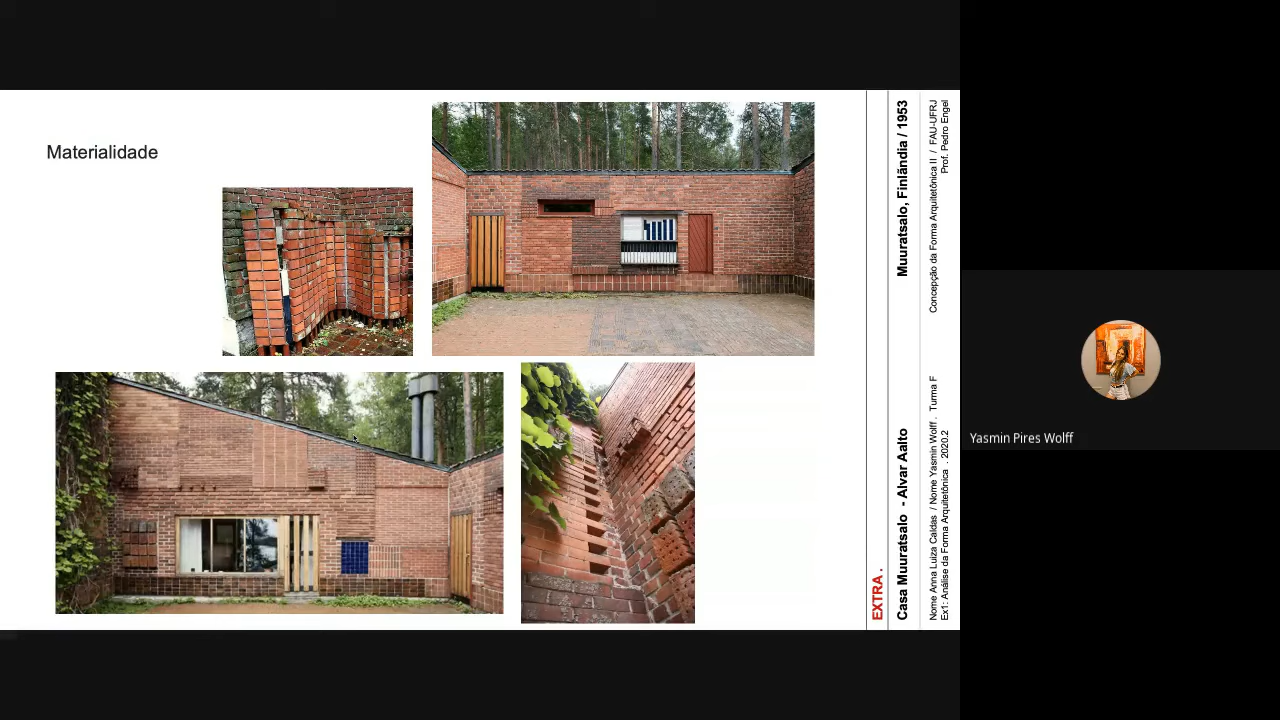 Materialidade
EXTRA .
Casa Muuratsalo - Alvar Aalto
Muuratsalo, Finlândia / 1953
Nome Anna Luiza Caldas / Nome Yasmin Wolff . Turma F
Ex1: Análise da Forma Arquitetônica . 2020.2
Concepção da Forma Arquitetônica II / FAU-UFRJ
Prof. Pedro Engel
Yasmin Pires Wolff